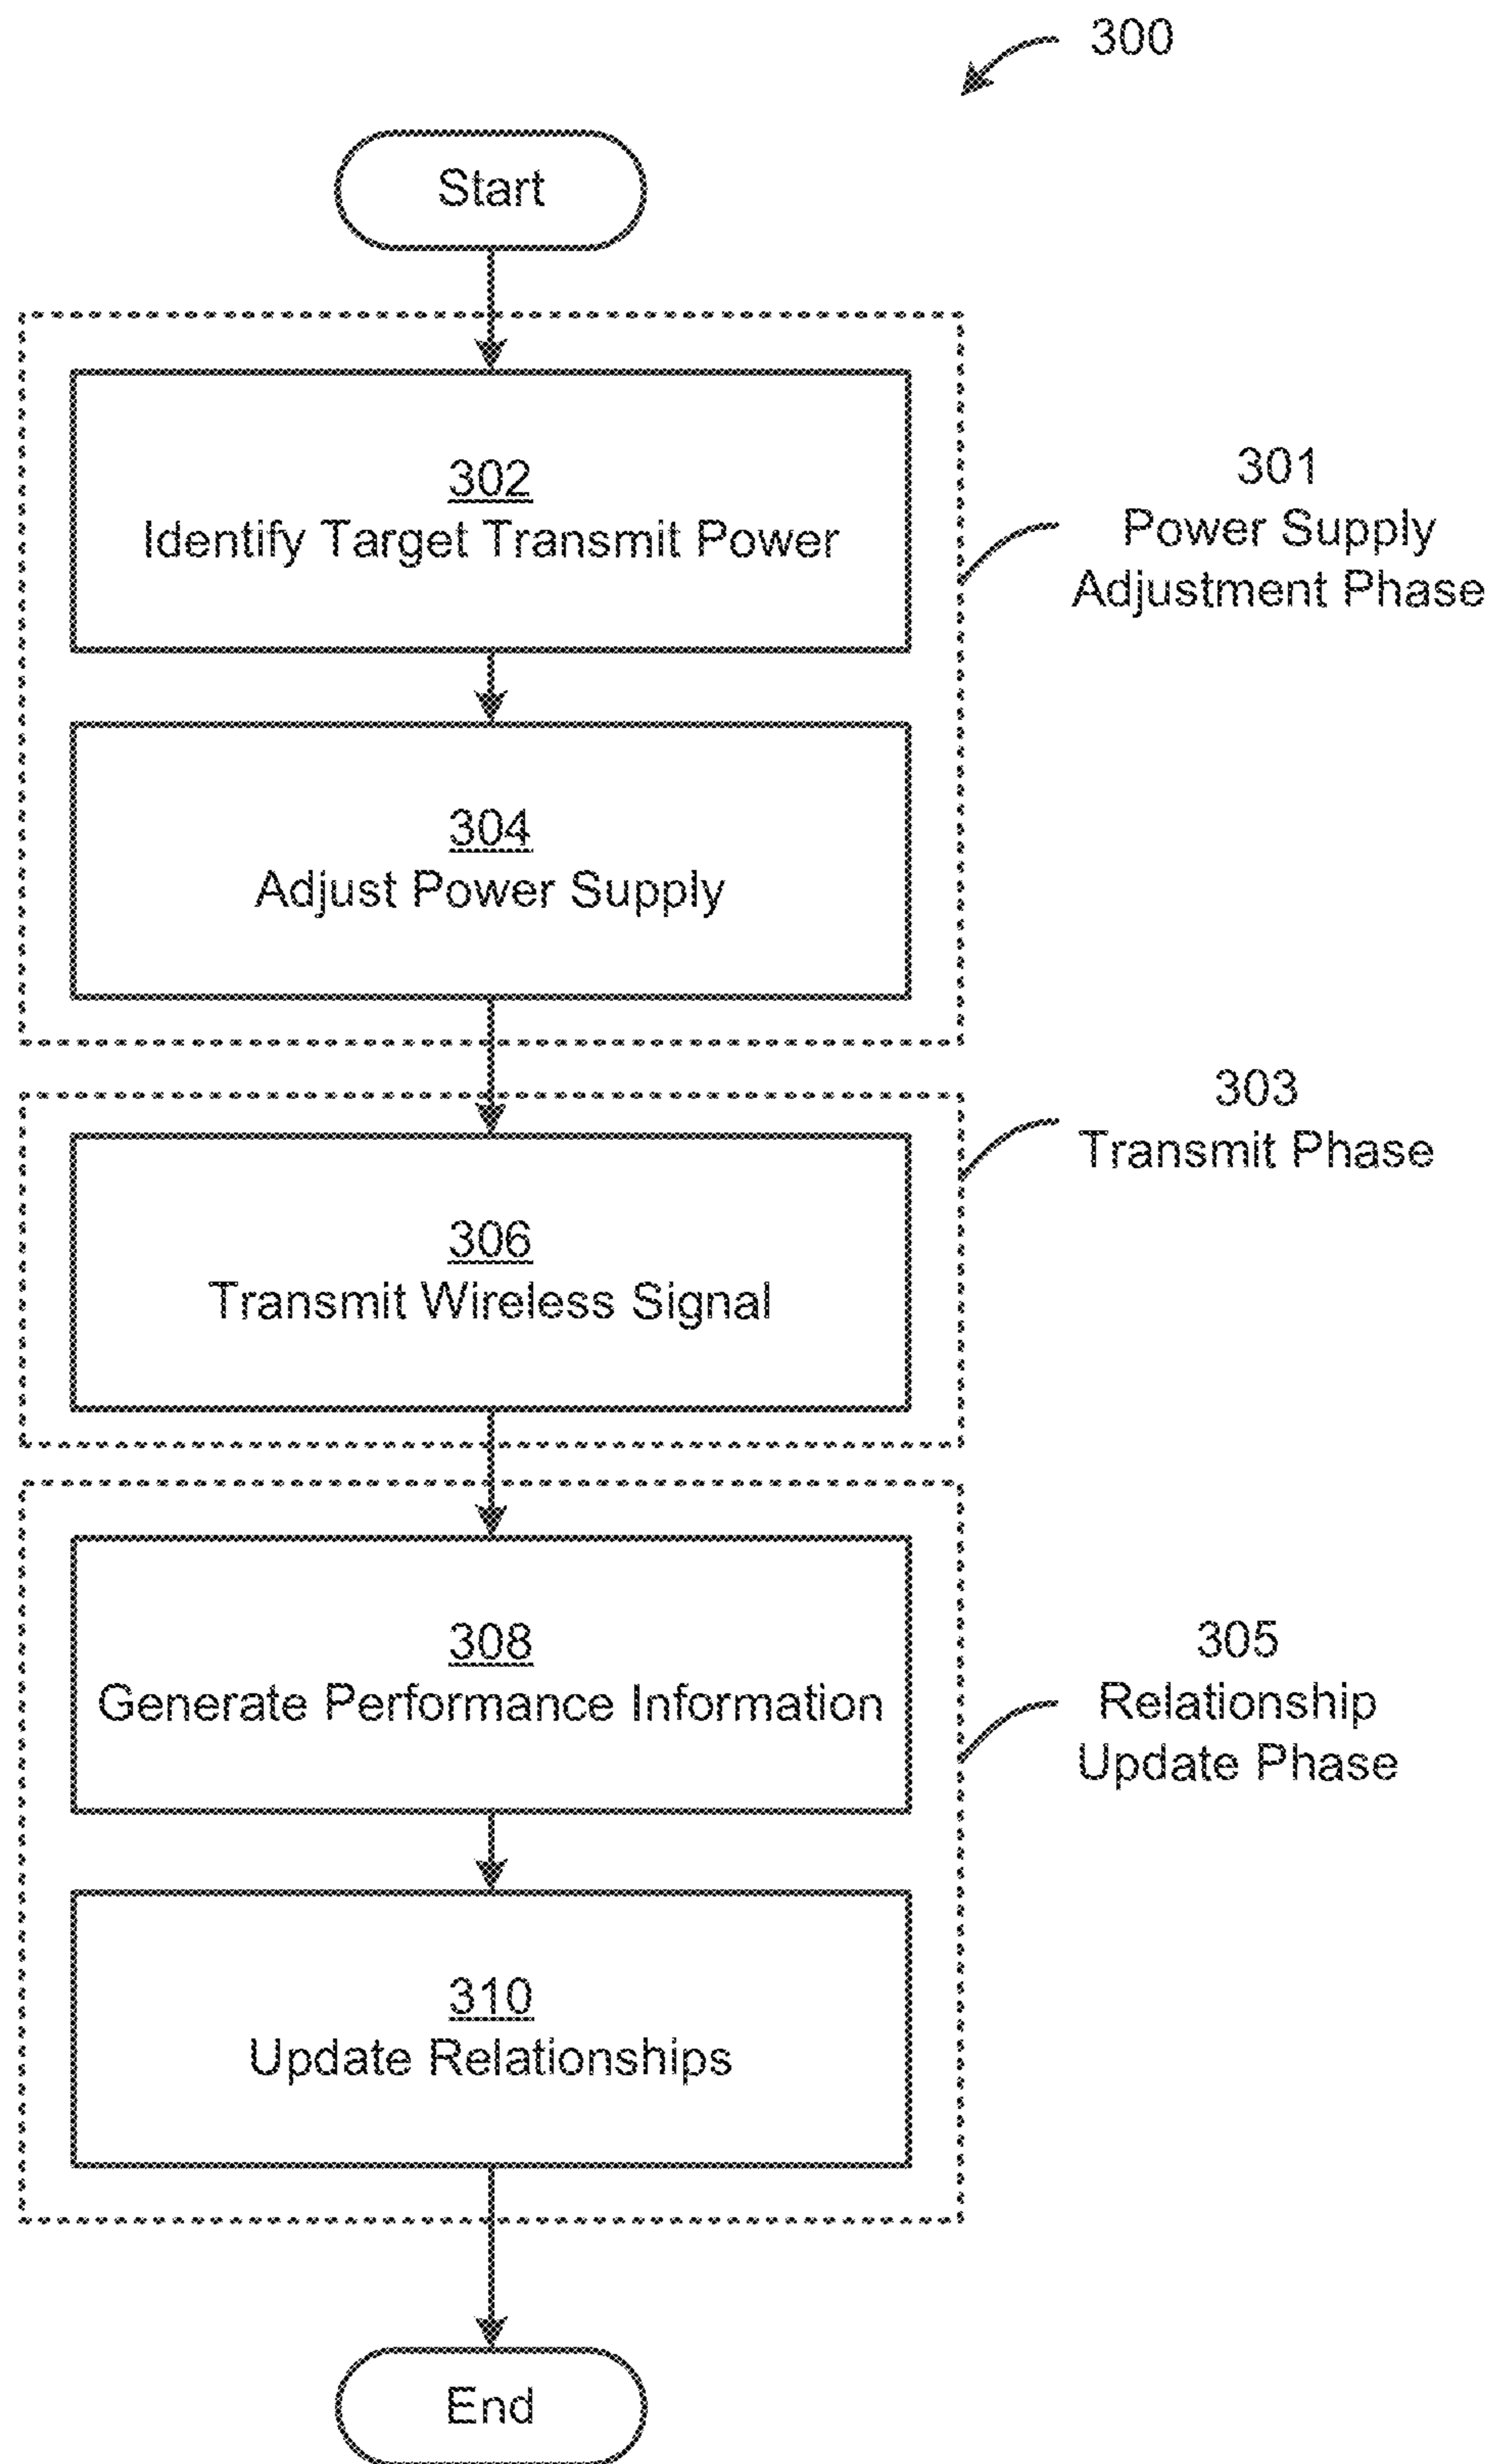 300
Start
302
Identify Target Transmit Power
301
Power Supply
Adjustment Phase
304
Adjust Power Supply
303
Transmit Phase
306
Transmit Wireless Signal
308
Generate Performance Information
305
Relationship
Update Phase
310
Update Relationships
End